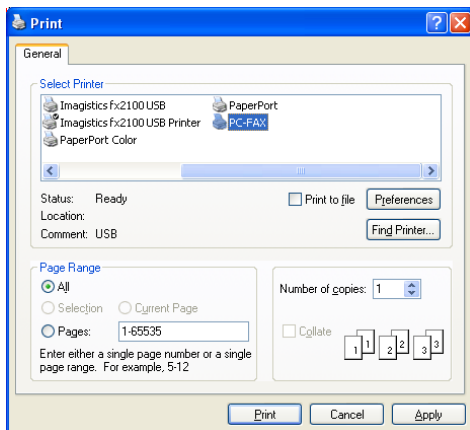 Print
General
Select Printer
Imagistics fx2100 USB
PaperPort
Imagistics fx2100 USB Printer
PC-FAX
PaperPort Color
Status: Ready
Print to file
Preferences
Location:
Comment: USB
Find Printer...
Page Range
All
Number of copies: 1
Selection
Current Page
Pages: 1-65535
Collate
1 1 2 2 3 3
Enter either a single page number or a single
page range. For example, 5-12
Print
Cancel
Apply